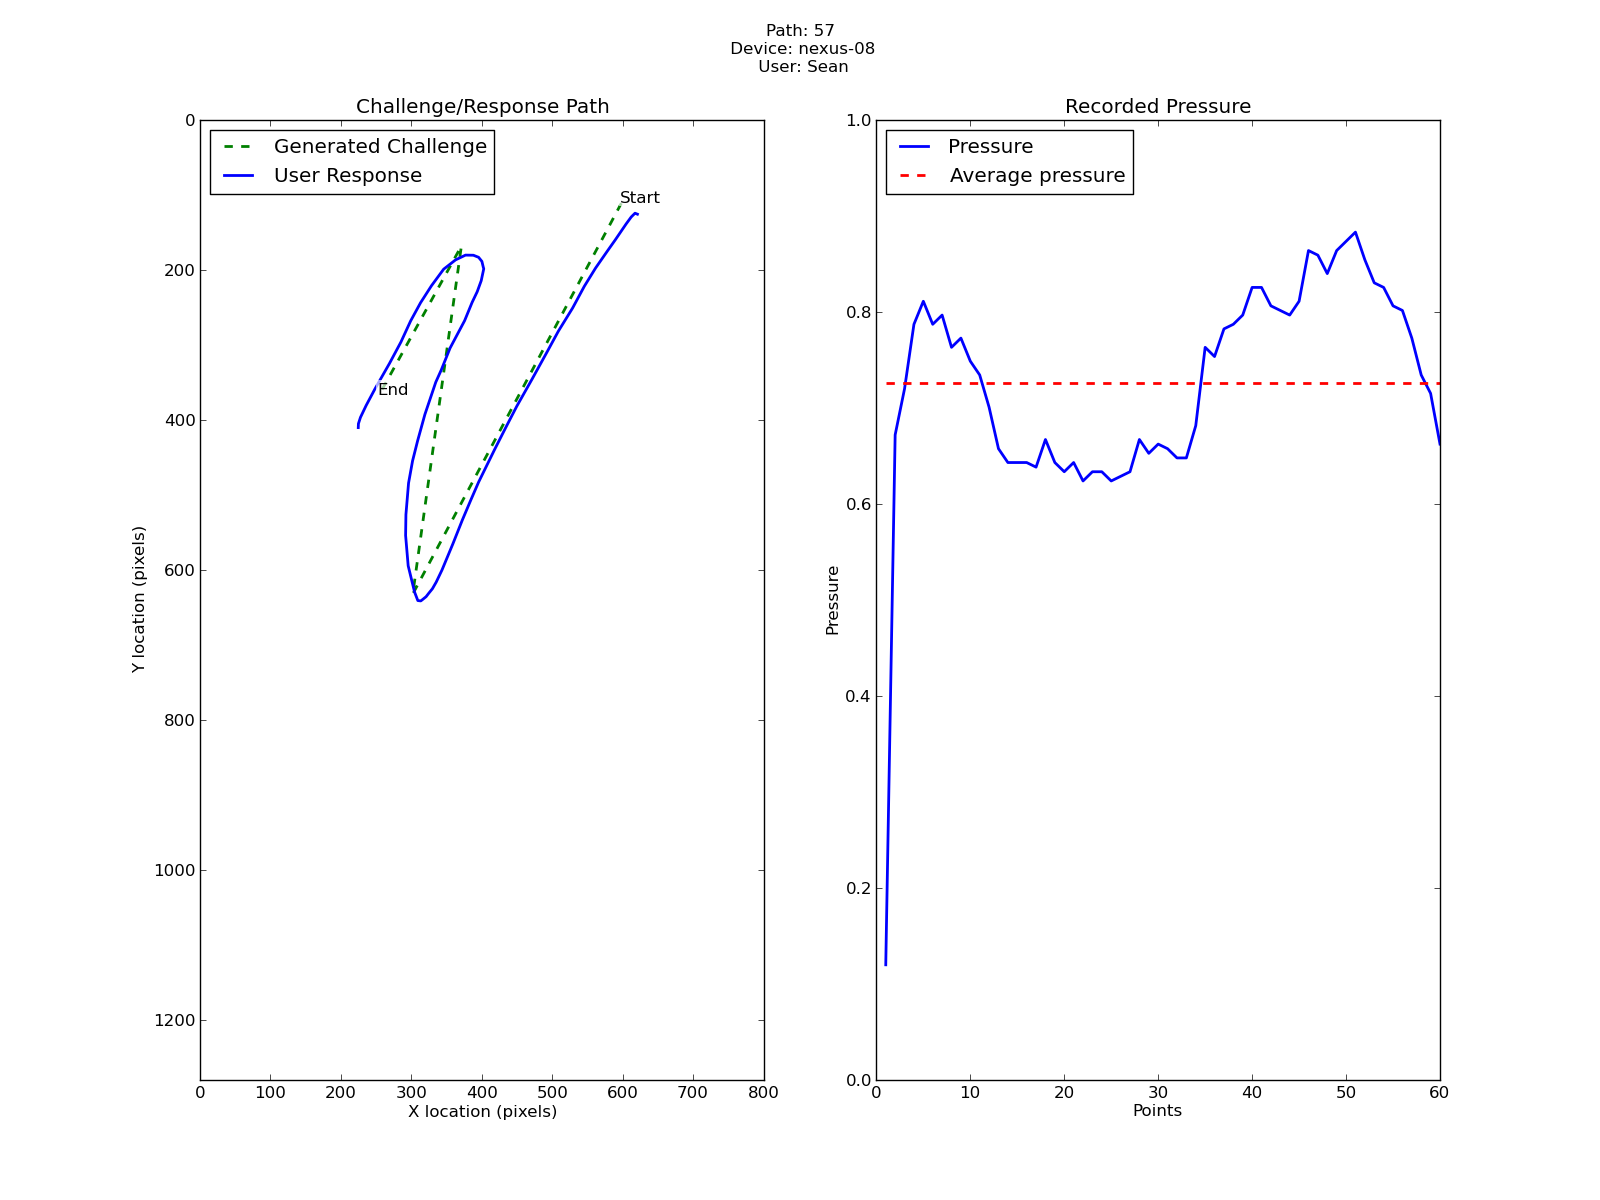 Path: 57
Device: nexus-08
User: Sean
Challenge/Response Path
Generated Challenge
User Response
Start
End
0
200
400
600
800
1000
1200
Y location (pixels)
0 100 200 300 400 500 600 700 800
X location (pixels)
Recorded Pressure
Pressure
Average pressure
1.0
0.8
0.6
0.4
0.2
0.0
Pressure
0 10 20 30 40 50 60
Points